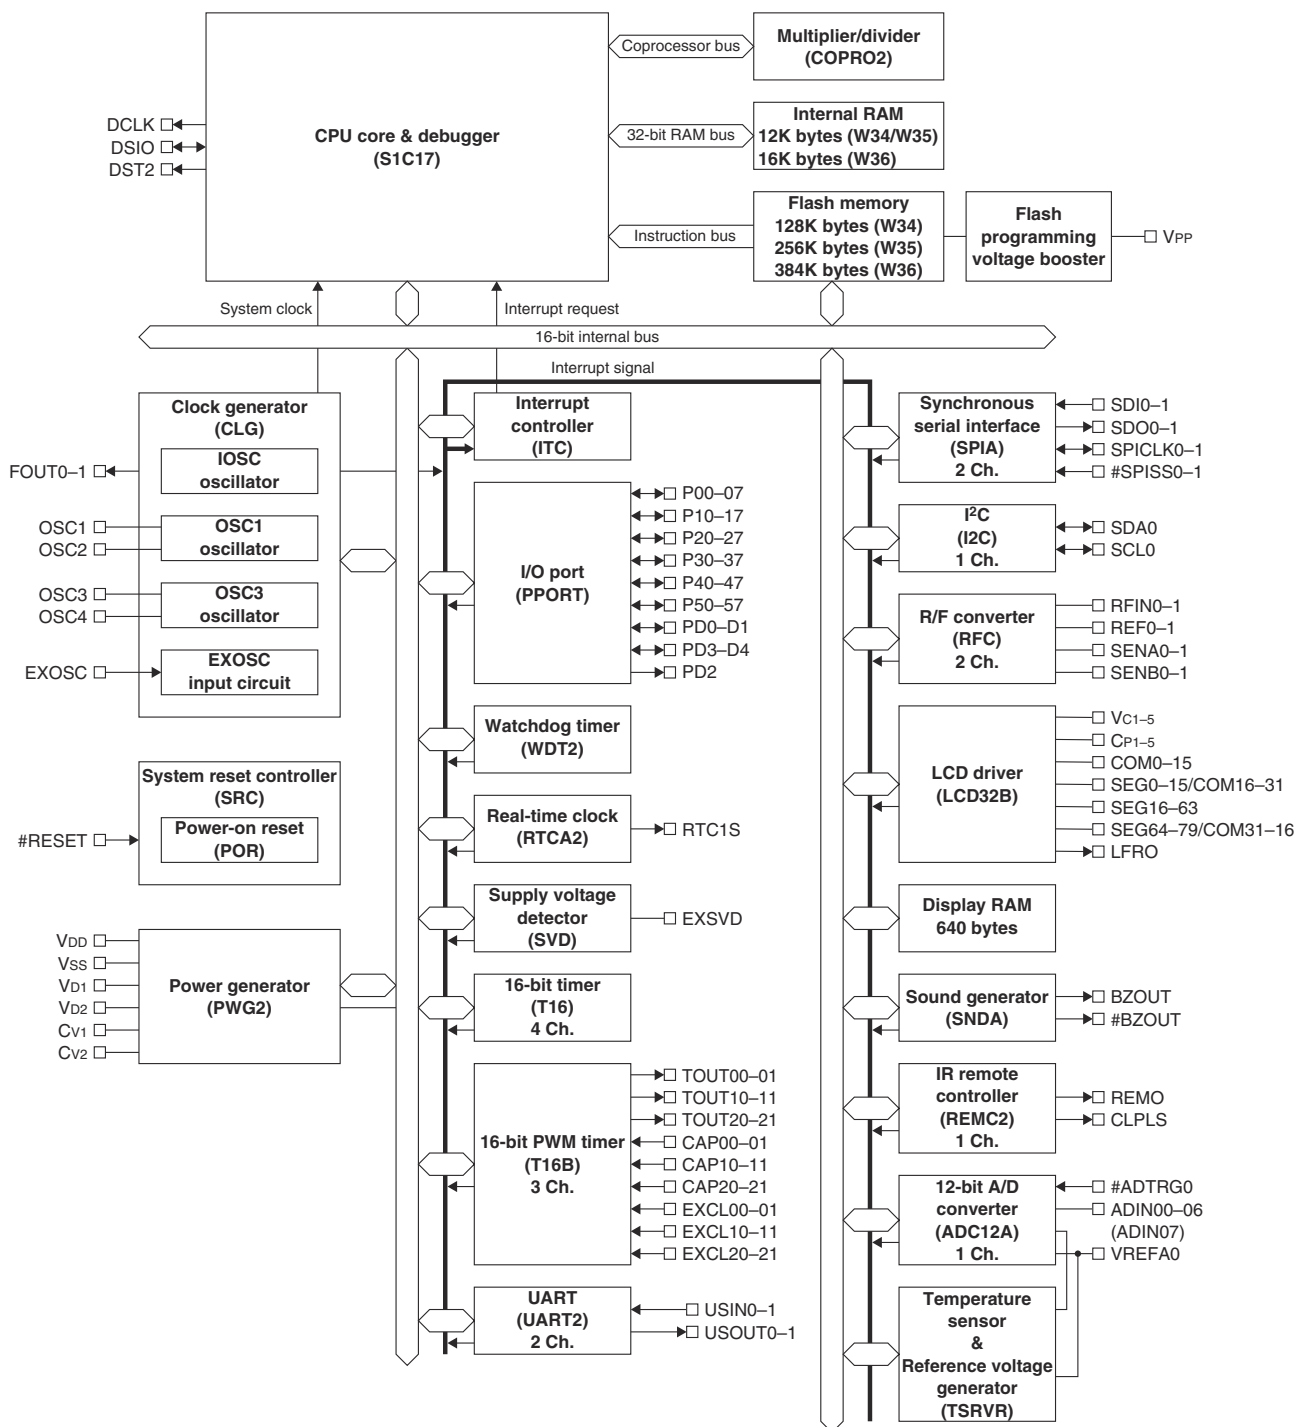 CPU core & debugger
(S1C17)
DCLK
DSIO
DST2
Coprocessor bus
Multiplier/divider
(COPRO2)
32-bit RAM bus
Internal RAM
12K bytes (W34/W35)
16K bytes (W36)
Instruction bus
Flash memory
128K bytes (W34)
256K bytes (W35)
384K bytes (W36)
Flash
programming
voltage booster
VPP
System clock
Interrupt request
16-bit internal bus
Interrupt signal
Clock generator
(CLG)
IOSC
oscillator
OSC1
oscillator
OSC3
oscillator
EXOSC
input circuit
FOUT0–1
OSC1
OSC2
OSC3
OSC4
EXOSC
System reset controller
(SRC)
Power-on reset
(POR)
#RESET
Power generator
(PWG2)
VDD
VSS
VD1
VD2
CV1
CV2
Interrupt
controller
(ITC)
I/O port
(PPORT)
P00–07
P10–17
P20–27
P30–37
P40–47
P50–57
PD0–D1
PD3–D4
PD2
Watchdog timer
(WDT2)
Real-time clock
(RTCA2)
RTC1S
Supply voltage
detector
(SVD)
EXSVD
16-bit timer
(T16)
4 Ch.
16-bit PWM timer
(T16B)
3 Ch.
TOUT00–01
TOUT10–11
TOUT20–21
CAP00–01
CAP10–11
CAP20–21
EXCL00–01
EXCL10–11
EXCL20–21
UART
(UART2)
2 Ch.
USIN0–1
USOUT0–1
Synchronous
serial interface
(SPIA)
2 Ch.
SDI0–1
SDO0–1
SPICLK0–1
#SPISS0–1
I²C
(I2C)
1 Ch.
SDA0
SCL0
R/F converter
(RFC)
2 Ch.
RFIN0–1
REF0–1
SENA0–1
SENB0–1
LCD driver
(LCD32B)
VC1–5
CP1–5
COM0–15
SEG0–15/COM16–31
SEG16–63
SEG64–79/COM31–16
LFRO
Display RAM
640 bytes
Sound generator
(SNDA)
BZOUT
#BZOUT
IR remote
controller
(REMC2)
1 Ch.
REMO
CLPLS
12-bit A/D
converter
(ADC12A)
1 Ch.
#ADTRG0
ADIN00–06
(ADIN07)
VREFA0
Temperature
sensor
&
Reference voltage
generator
(TSRVR)